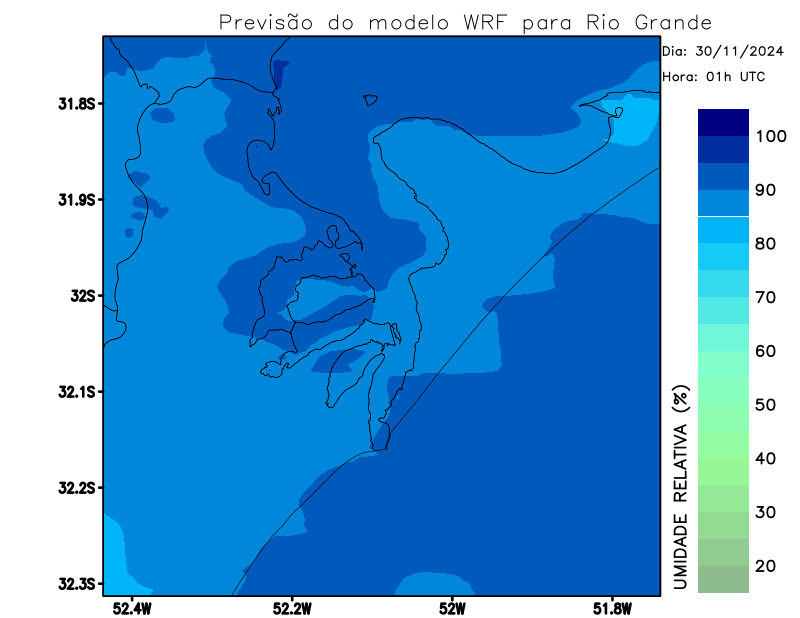 Previsão do modelo WRF para Rio Grande
Dia: 30/11/2024
Hora: 01h UTC
31.8S
31.9S
32S
32.1S
32.2S
32.3S
52.4W
52.2W
52W
51.8W
100
90
80
70
60
50
40
30
20
UMIDADE RELATIVA (%)